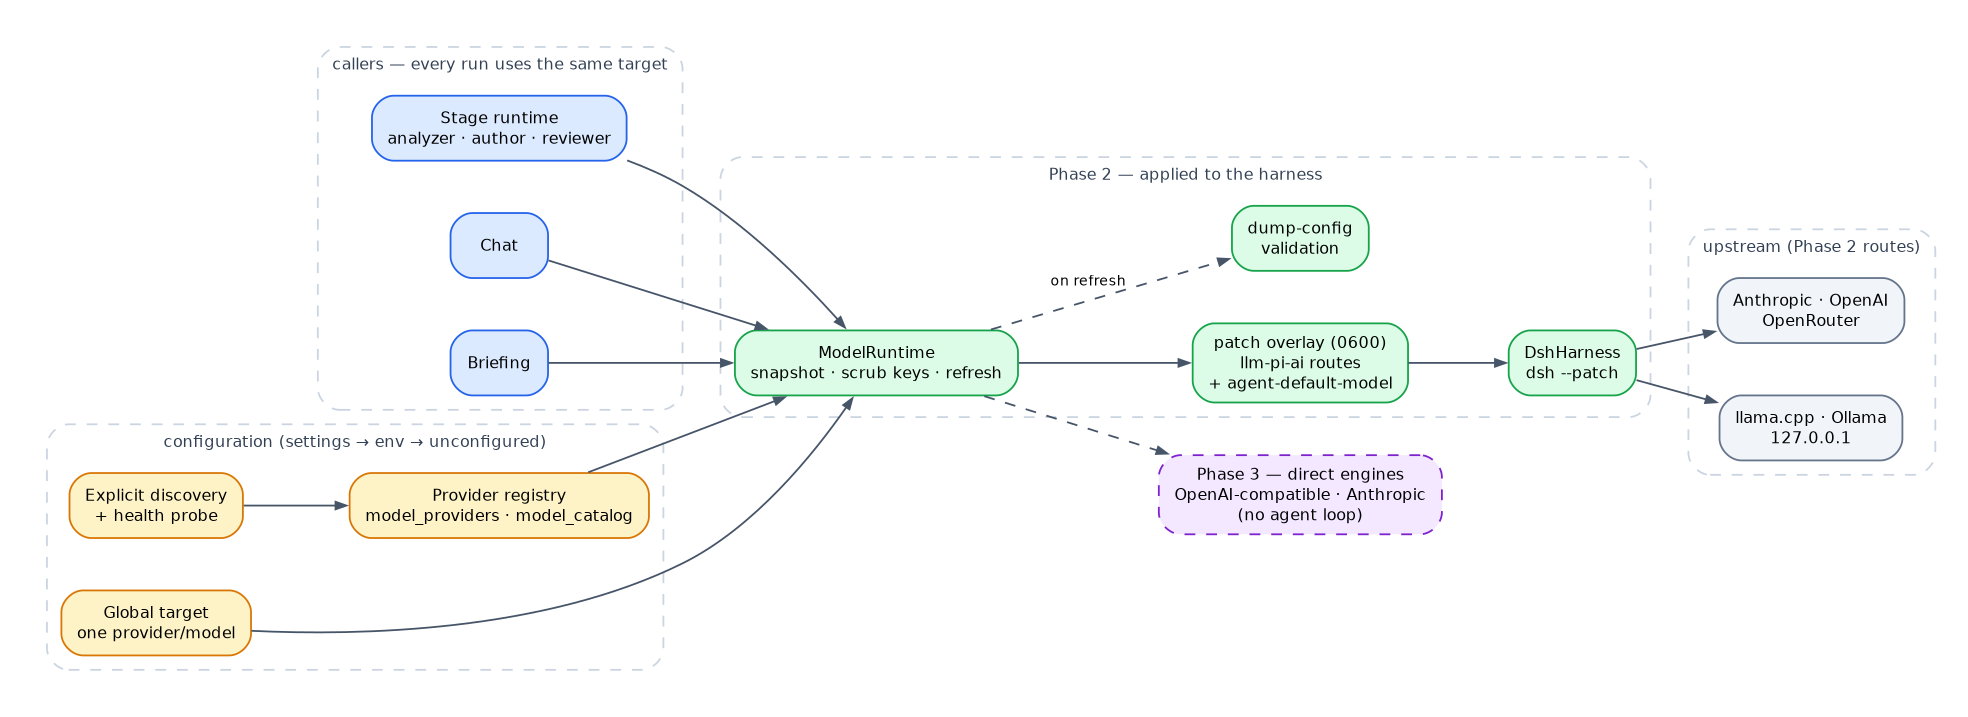 callers — every run uses the same target
Stage runtime
analyzer · author · reviewer
Chat
Briefing
Phase 2 — applied to the harness
dump-config
validation
on refresh
ModelRuntime
snapshot · scrub keys · refresh
patch overlay (0600)
llm-pi-ai routes
+ agent-default-model
DshHarness
dsh --patch
upstream (Phase 2 routes)
Anthropic · OpenAI
OpenRouter
llama.cpp · Ollama
127.0.0.1
configuration (settings → env → unconfigured)
Explicit discovery
+ health probe
Provider registry
model_providers · model_catalog
Global target
one provider/model
Phase 3 — direct engines
OpenAI-compatible · Anthropic
(no agent loop)